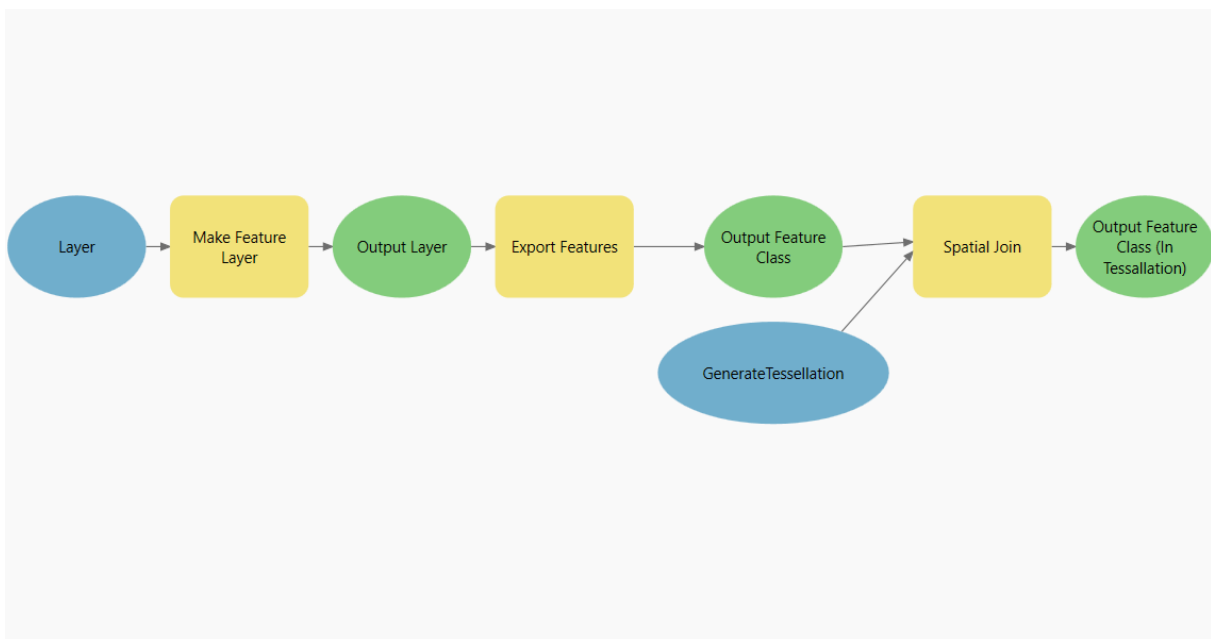 Layer
Make Feature
Layer
Output Layer
Export Features
Output Feature
Class
Spatial Join
Output Feature
Class (In
Tessallation)
GenerateTessellation